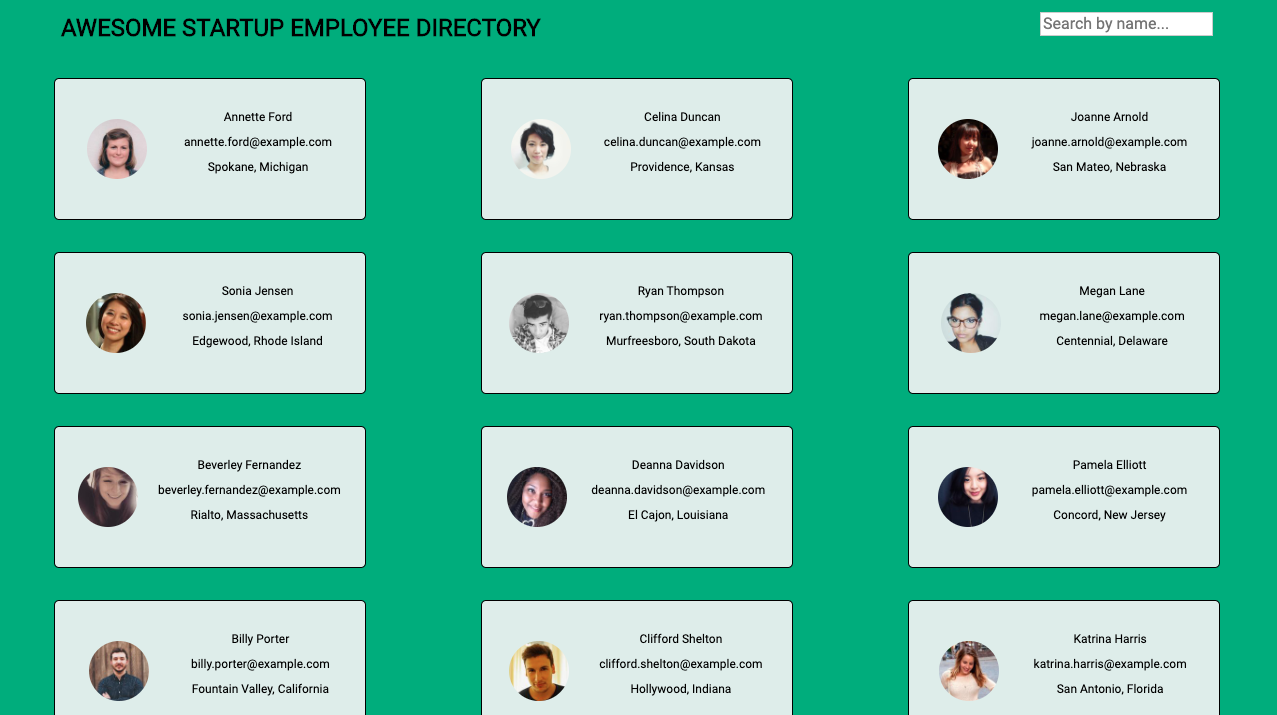 AWESOME STARTUP EMPLOYEE DIRECTORY
Search by name...
Annette Ford
annette.ford@example.com
Spokane, Michigan
Celina Duncan
celina.duncan@example.com
Providence, Kansas
Joanne Arnold
joanne.arnold@example.com
San Mateo, Nebraska
Sonia Jensen
sonia.jensen@example.com
Edgewood, Rhode Island
Ryan Thompson
ryan.thompson@example.com
Murfreesboro, South Dakota
Megan Lane
megan.lane@example.com
Centennial, Delaware
Beverley Fernandez
beverley.fernandez@example.com
Rialto, Massachusetts
Deanna Davidson
deanna.davidson@example.com
El Cajon, Louisiana
Pamela Elliott
pamela.elliott@example.com
Concord, New Jersey
Billy Porter
billy.porter@example.com
Fountain Valley, California
Clifford Shelton
clifford.shelton@example.com
Hollywood, Indiana
Katrina Harris
katrina.harris@example.com
San Antonio, Florida